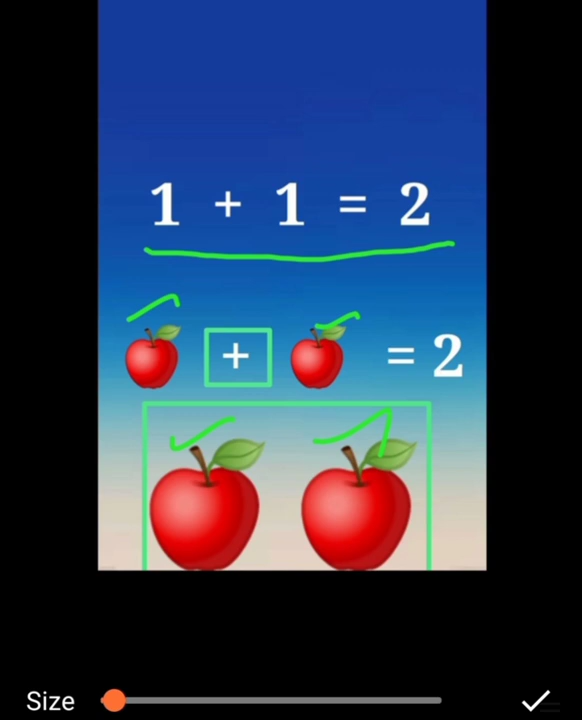 1 + 1 = 2
+ = 2
Size